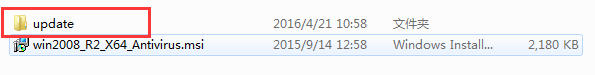 update 2016/4/21 10:58 文件夹
win2008_R2_X64_Antivirus.msi 2015/9/14 12:58 Windows Install... 2,180 KB